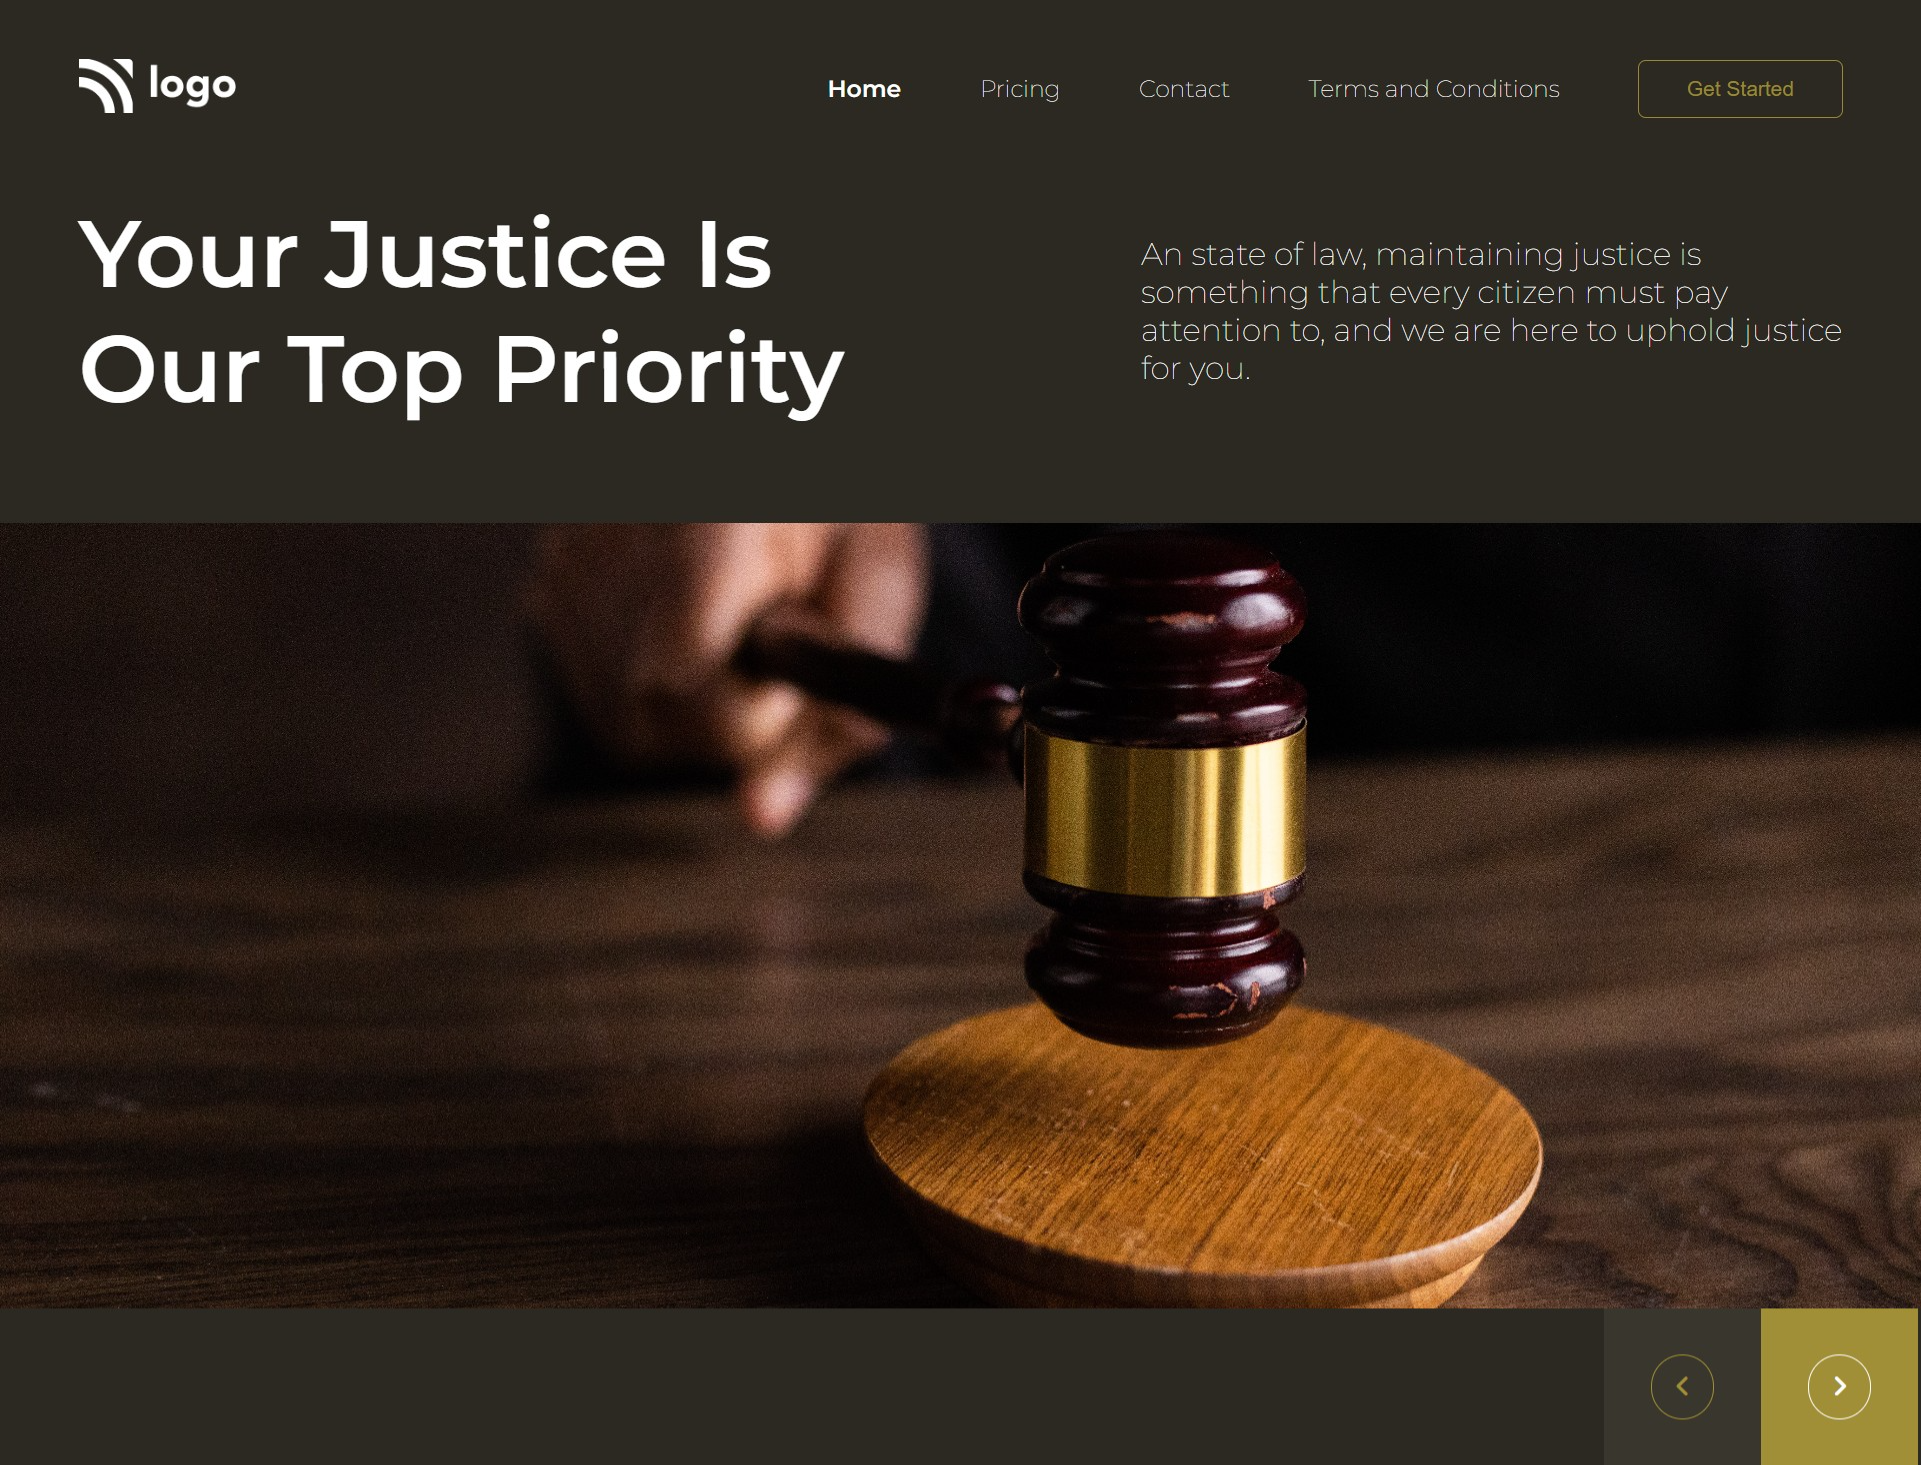 logo
Home
Pricing
Contact
Terms and Conditions
Get Started
Your Justice Is
Our Top Priority
An state of law, maintaining justice is
something that every citizen must pay
attention to, and we are here to uphold justice
for you.